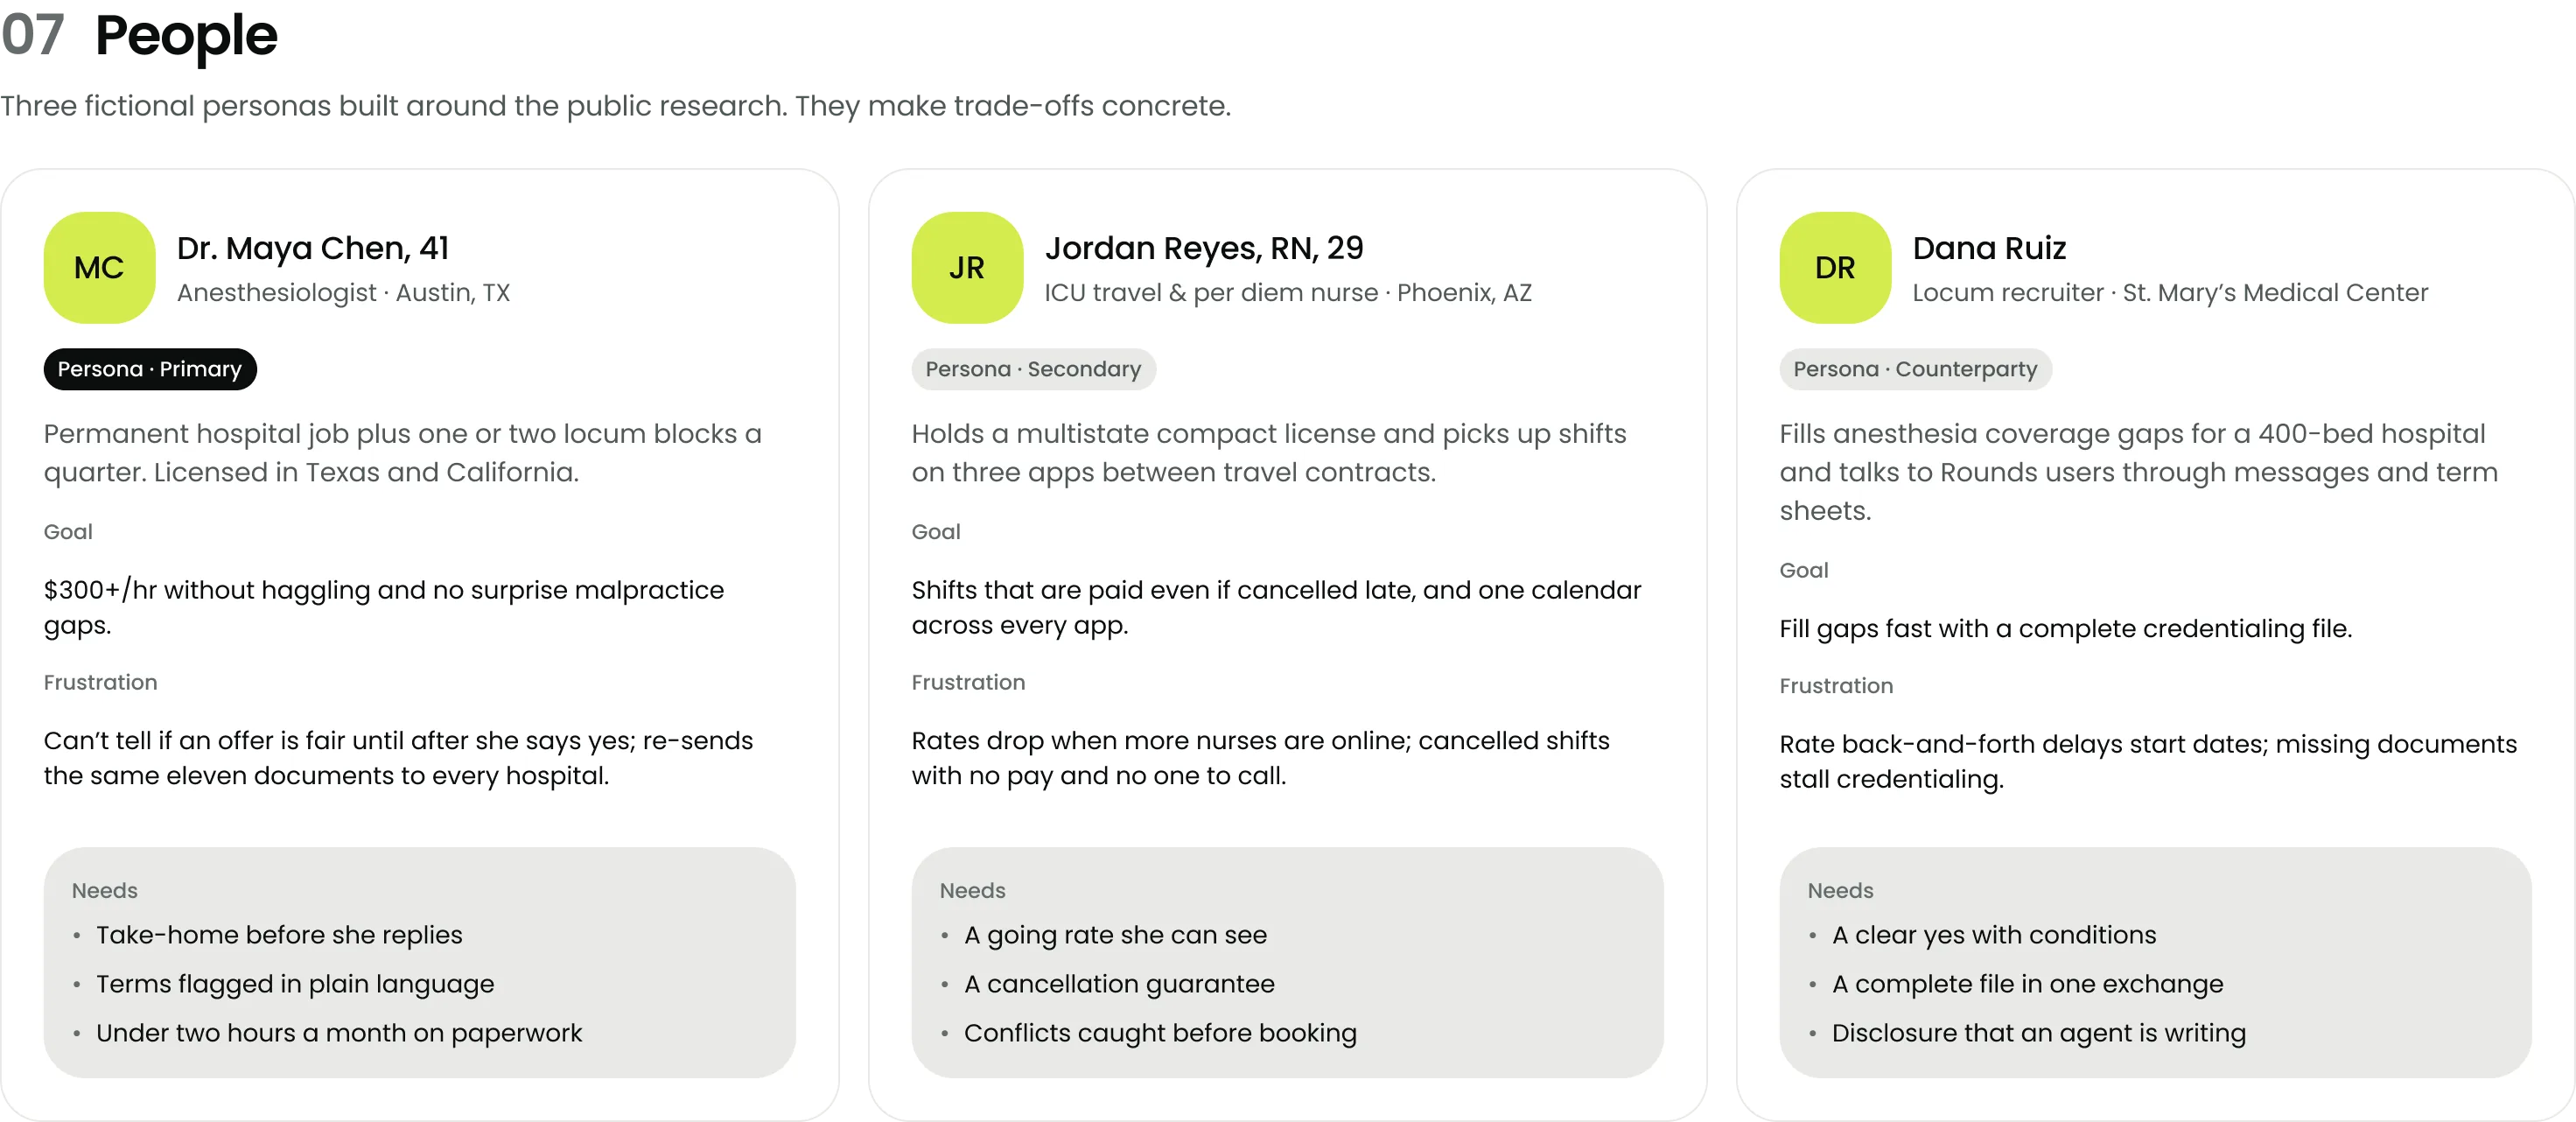 07 People
Three fictional personas built around the public research. They make trade-offs concrete.
MC
Dr. Maya Chen, 41
Anesthesiologist · Austin, TX
Persona · Primary
Permanent hospital job plus one or two locum blocks a
quarter. Licensed in Texas and California.
Goal
$300+/hr without haggling and no surprise malpractice
gaps.
Frustration
Can’t tell if an offer is fair until after she says yes; re-sends
the same eleven documents to every hospital.
Needs
• Take-home before she replies
• Terms flagged in plain language
• Under two hours a month on paperwork
JR
Jordan Reyes, RN, 29
ICU travel & per diem nurse · Phoenix, AZ
Persona · Secondary
Holds a multistate compact license and picks up shifts
on three apps between travel contracts.
Goal
Shifts that are paid even if cancelled late, and one calendar
across every app.
Frustration
Rates drop when more nurses are online; cancelled shifts
with no pay and no one to call.
Needs
• A going rate she can see
• A cancellation guarantee
• Conflicts caught before booking
DR
Dana Ruiz
Locum recruiter · St. Mary’s Medical Center
Persona · Counterparty
Fills anesthesia coverage gaps for a 400-bed hospital
and talks to Rounds users through messages and term
sheets.
Goal
Fill gaps fast with a complete credentialing file.
Frustration
Rate back-and-forth delays start dates; missing documents
stall credentialing.
Needs
• A clear yes with conditions
• A complete file in one exchange
• Disclosure that an agent is writing